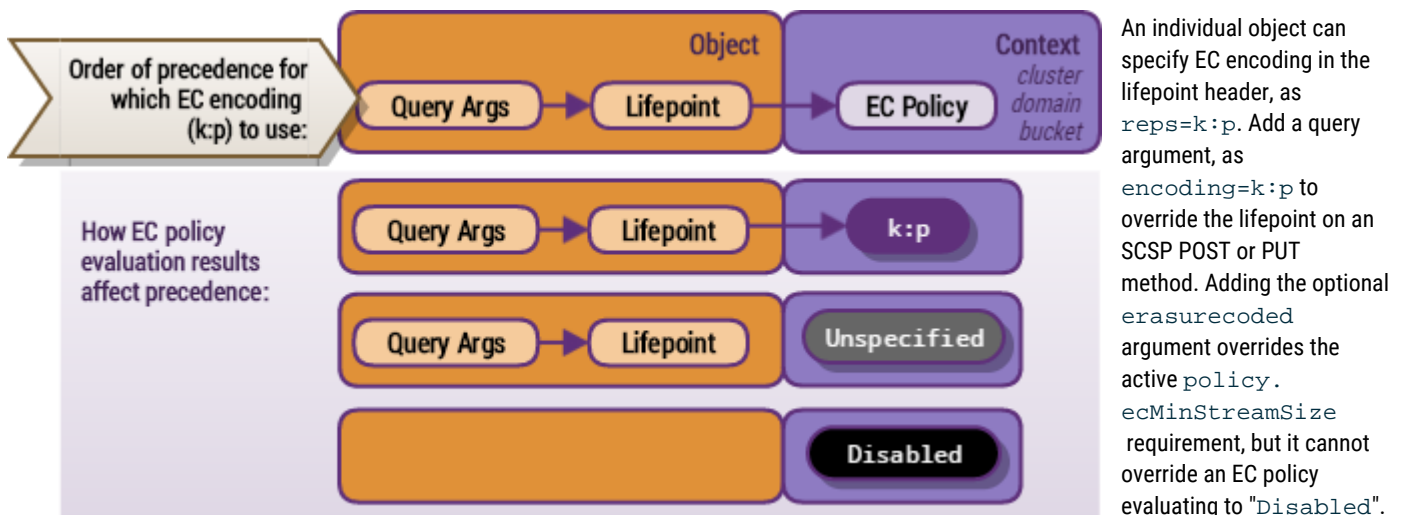 Order of precedence for
which EC encoding
(k:p) to use:
Object
Query Args
Lifepoint
Context
cluster
domain
bucket
EC Policy
How EC policy
evaluation results
affect precedence:
Query Args
Lifepoint
k:p
Query Args
Lifepoint
Unspecified
Disabled
An individual object can
specify EC encoding in the
lifepoint header, as
reps=k:p. Add a query
argument, as
encoding=k:p to
override the lifepoint on an
SCSP POST or PUT
method. Adding the optional
erasurecoded
argument overrides the
active policy.
ecMinStreamSize
requirement, but it cannot
override an EC policy
evaluating to "Disabled".